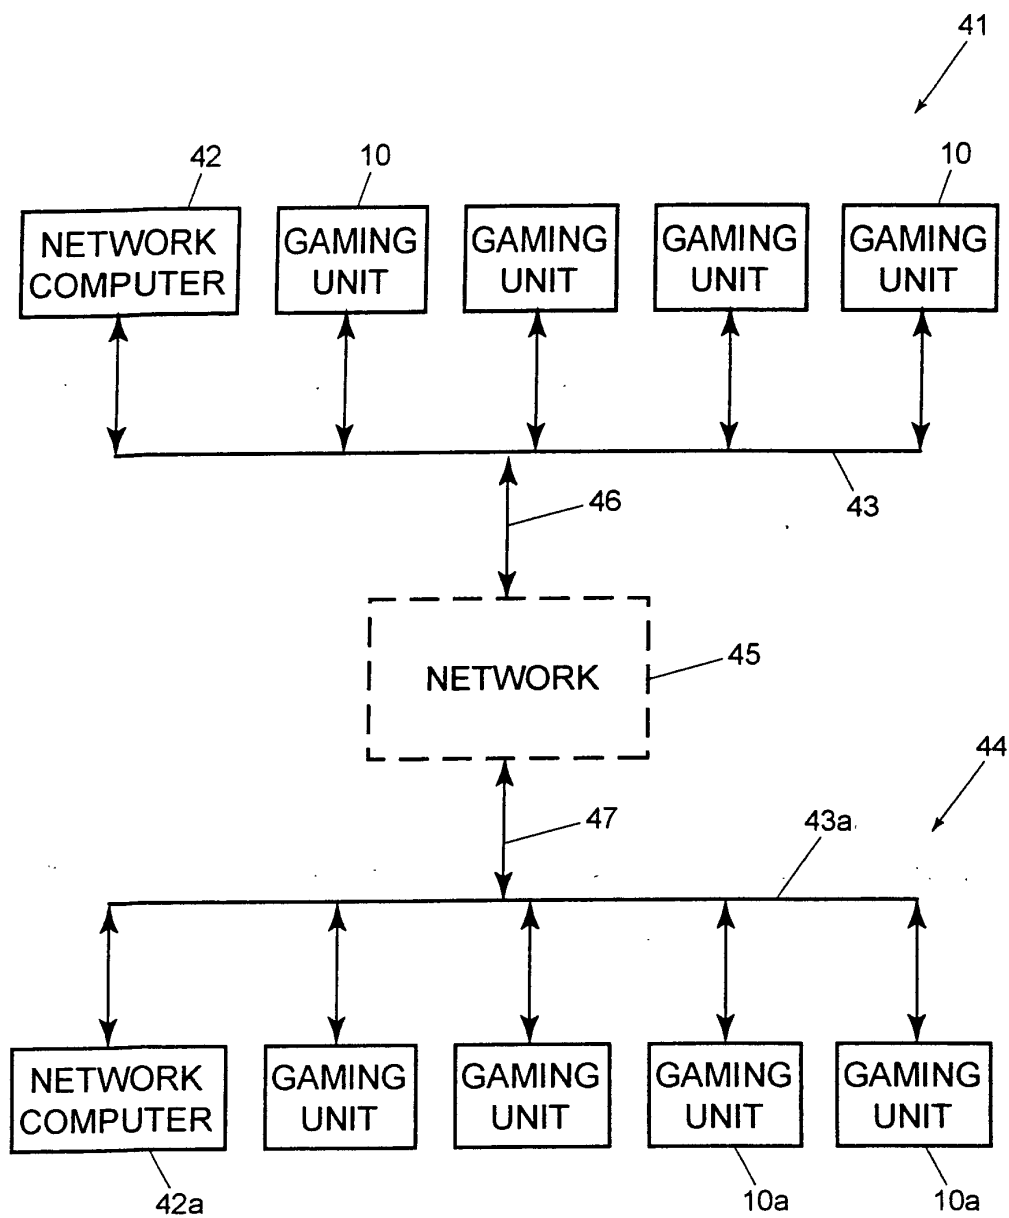 41
42
10
10
NETWORK
COMPUTER
GAMING
UNIT
GAMING
UNIT
GAMING
UNIT
GAMING
UNIT
46
43
NETWORK
45
44
47
43a
NETWORK
COMPUTER
GAMING
UNIT
GAMING
UNIT
GAMING
UNIT
GAMING
UNIT
42a
10a
10a